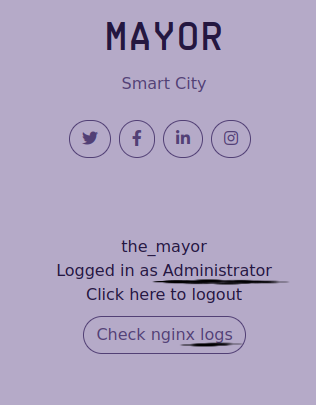 MAYOR
Smart City
the_mayor
Logged in as Administrator
Click here to logout
Check nginx logs